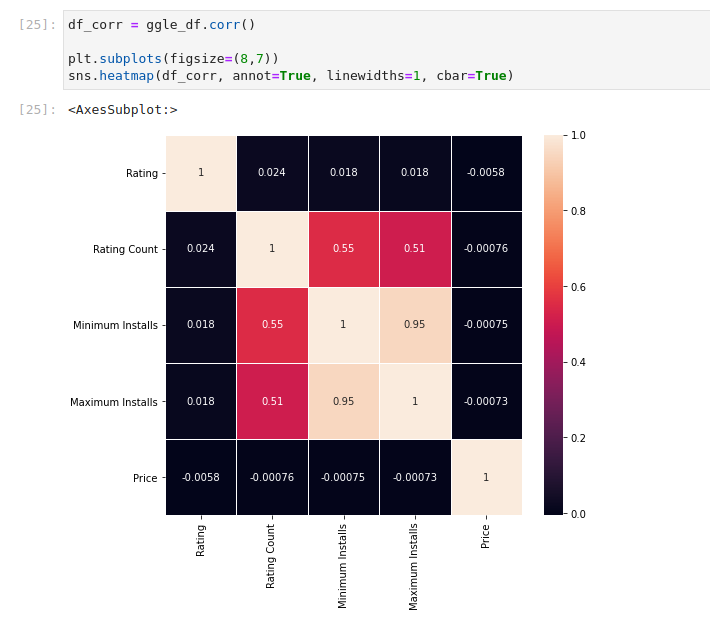 [25]: df_corr = ggle_df.corr()
plt.subplots(figsize=(8,7))
sns.heatmap(df_corr, annot=True, linewidths=1, cbar=True)
[25]: <AxesSubplot:>
1.0
Rating 1 0.024 0.018 0.018 -0.0058
0.8
Rating Count 0.024 1 0.55 0.51 -0.00076
0.6
Minimum Installs 0.018 0.55 1 0.95 -0.00075
0.4
Maximum Installs 0.018 0.51 0.95 1 -0.00073
0.2
Price -0.0058 -0.00076 -0.00075 -0.00073 1
0.0
Rating
Rating Count
Minimum Installs
Maximum Installs
Price